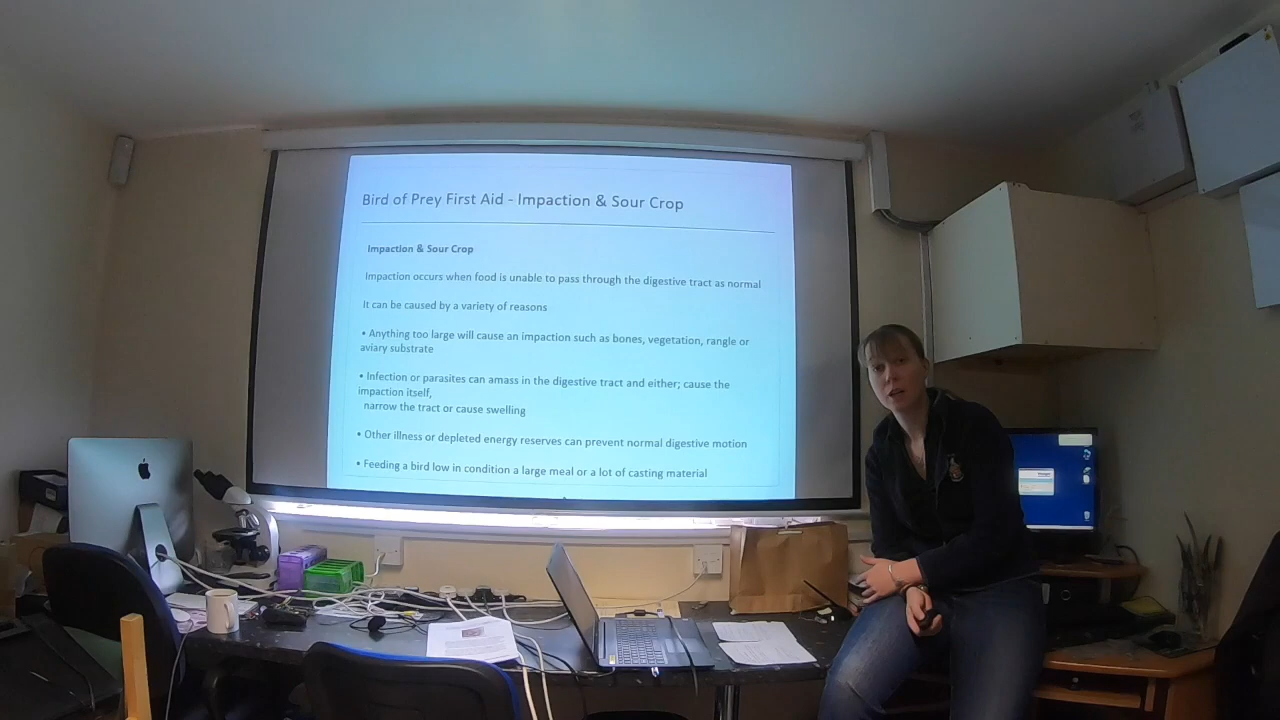 Bird of Prey First Aid - Impaction & Sour Crop
Impaction & Sour Crop
Impaction occurs when food is unable to pass through the digestive tract as normal
It can be caused by a variety of reasons
• Anything too large will cause an impaction such as bones, vegetation, rangle or
aviary substrate
• Infection or parasites can amass in the digestive tract and either; cause the
impaction itself,
narrow the tract or cause swelling
• Other illness or depleted energy reserves can prevent normal digestive motion
• Feeding a bird low in condition a large meal or a lot of casting material